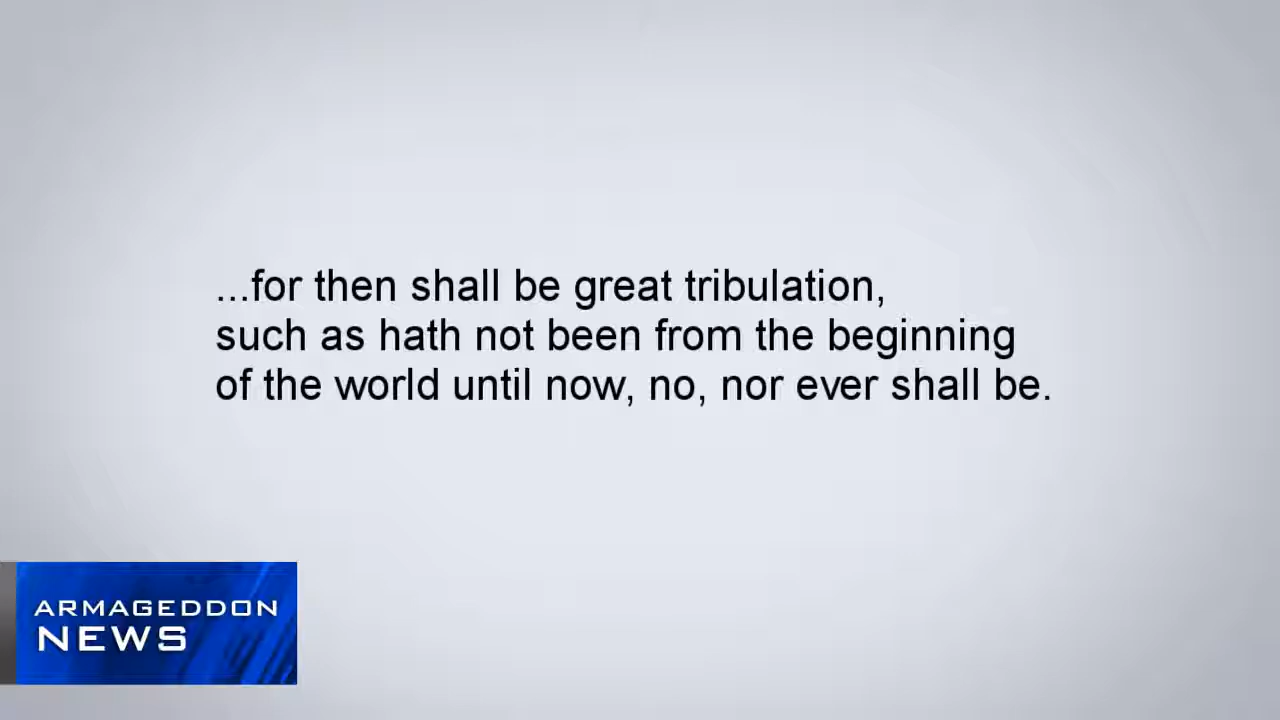 ...for then shall be great tribulation,
such as hath not been from the beginning
of the world until now, no, nor ever shall be.
ARMAGEDDON
NEWS